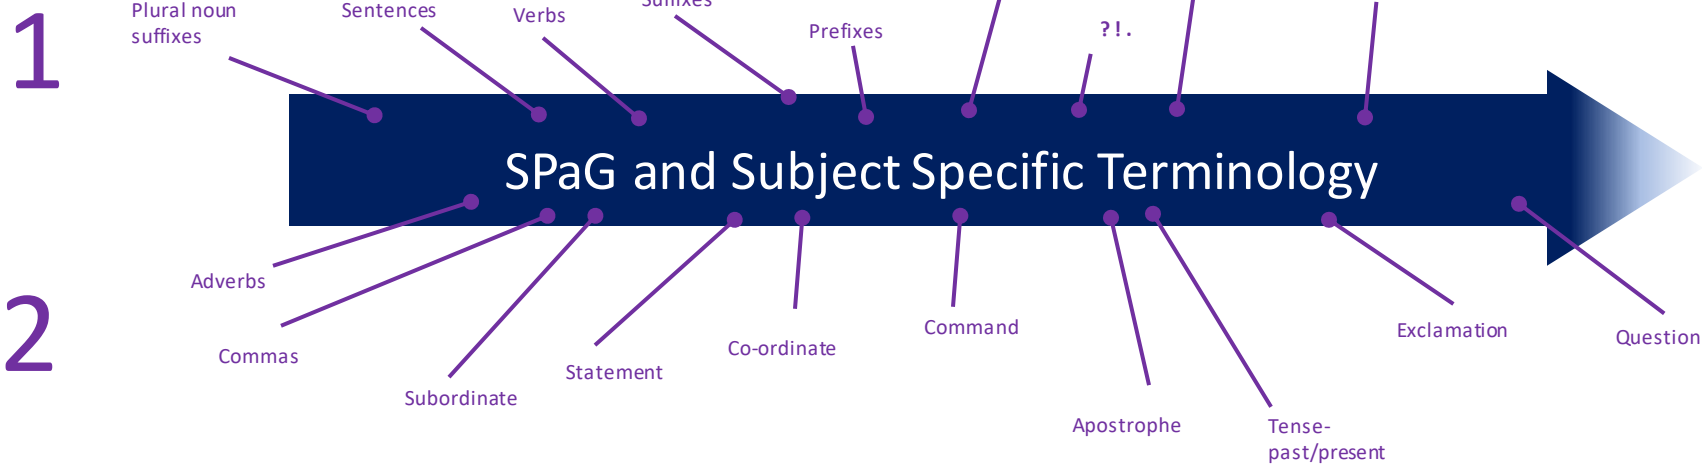 1
Plural noun
suffixes
Sentences
Verbs
Suffixes
Prefixes
?!.
SPaG and Subject Specific Terminology
2
Adverbs
Commas
Subordinate
Statement
Co-ordinate
Command
Apostrophe
Tense-
past/present
Exclamation
Question